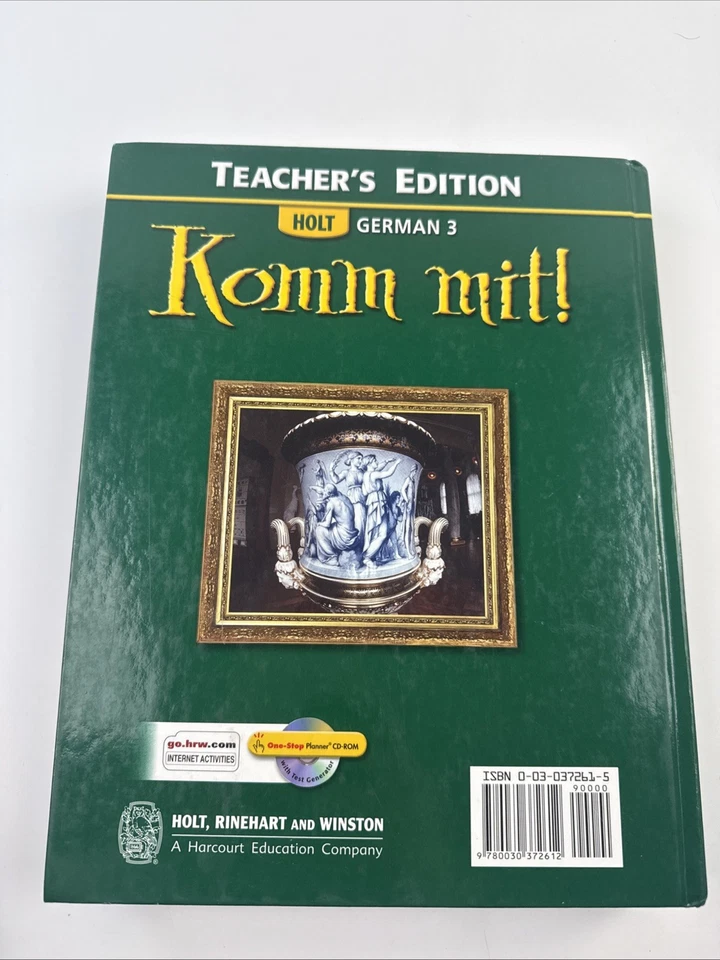 TEACHER'S EDITION
HOLT GERMAN 3
Komm mit!
go.hrw.com
INTERNET ACTIVITIES
One-Stop Planner® CD-ROM
with Test Generator
HOLT, RINEHART AND WINSTON
A Harcourt Education Company
ISBN 0-03-037261-5
90000
9 780030 372612